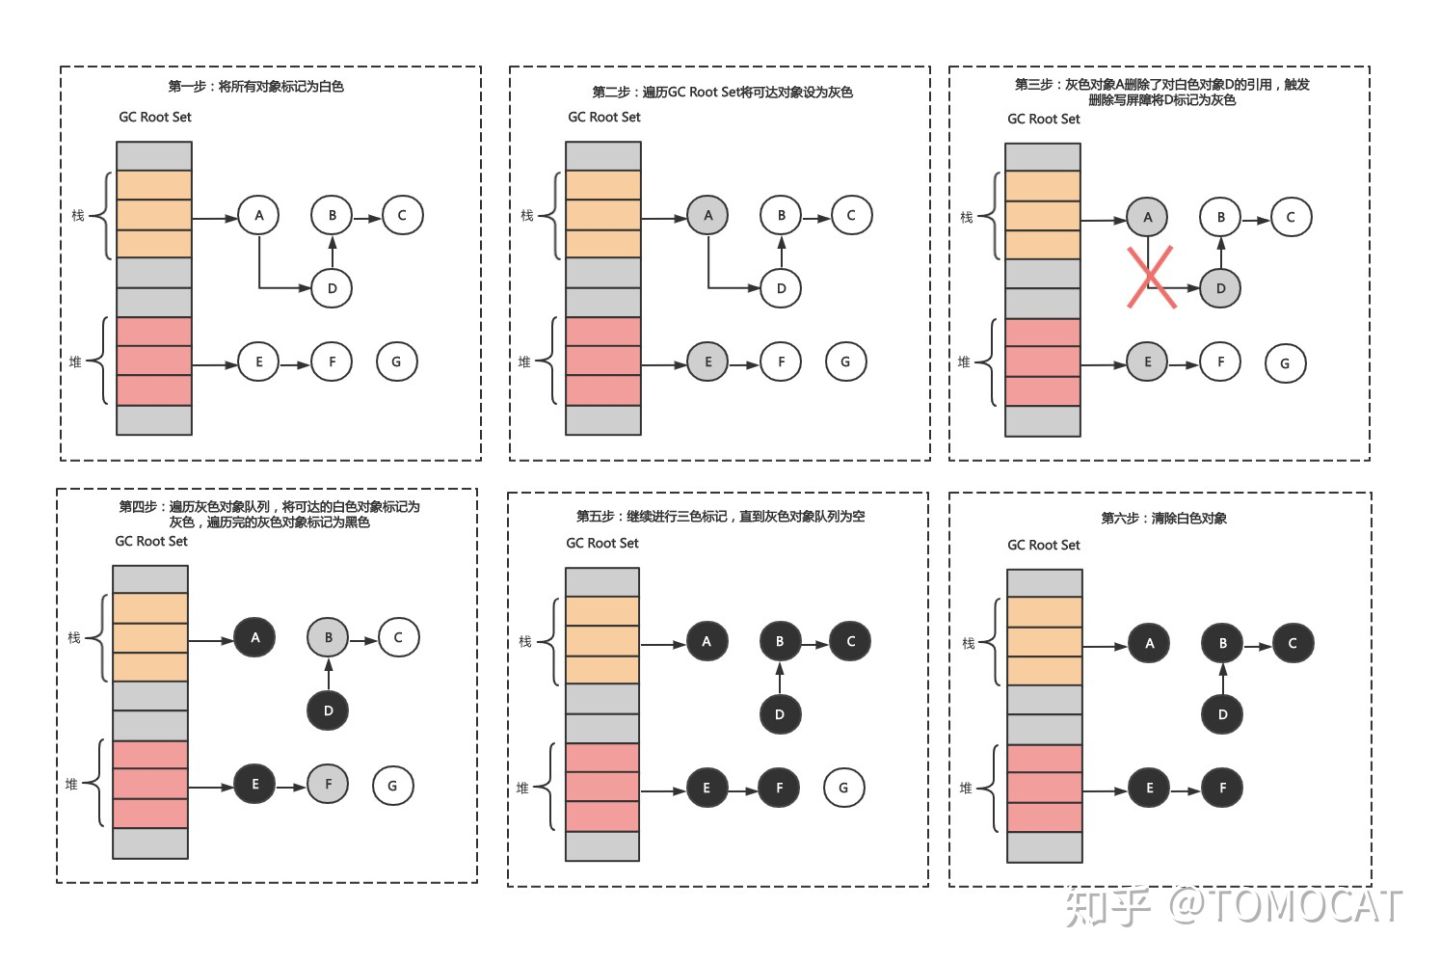 第一步：将所有对象标记为白色
GC Root Set
栈
A
B
C
D
堆
E
F
G
第二步：遍历GC Root Set将可达对象设为灰色
GC Root Set
栈
A
B
C
D
堆
E
F
G
第三步：灰色对象A删除了对白色对象D的引用，触发
删除写屏障将D标记为灰色
GC Root Set
栈
A
B
C
D
堆
E
F
G
第四步：遍历灰色对象队列，将可达的白色对象标记为
灰色，遍历完的灰色对象标记为黑色
GC Root Set
栈
A
B
C
D
堆
E
F
G
第五步：继续进行三色标记，直到灰色对象队列为空
GC Root Set
栈
A
B
C
D
堆
E
F
G
第六步：清除白色对象
GC Root Set
栈
A
B
C
D
堆
E
F
知乎 @TOMOCAT